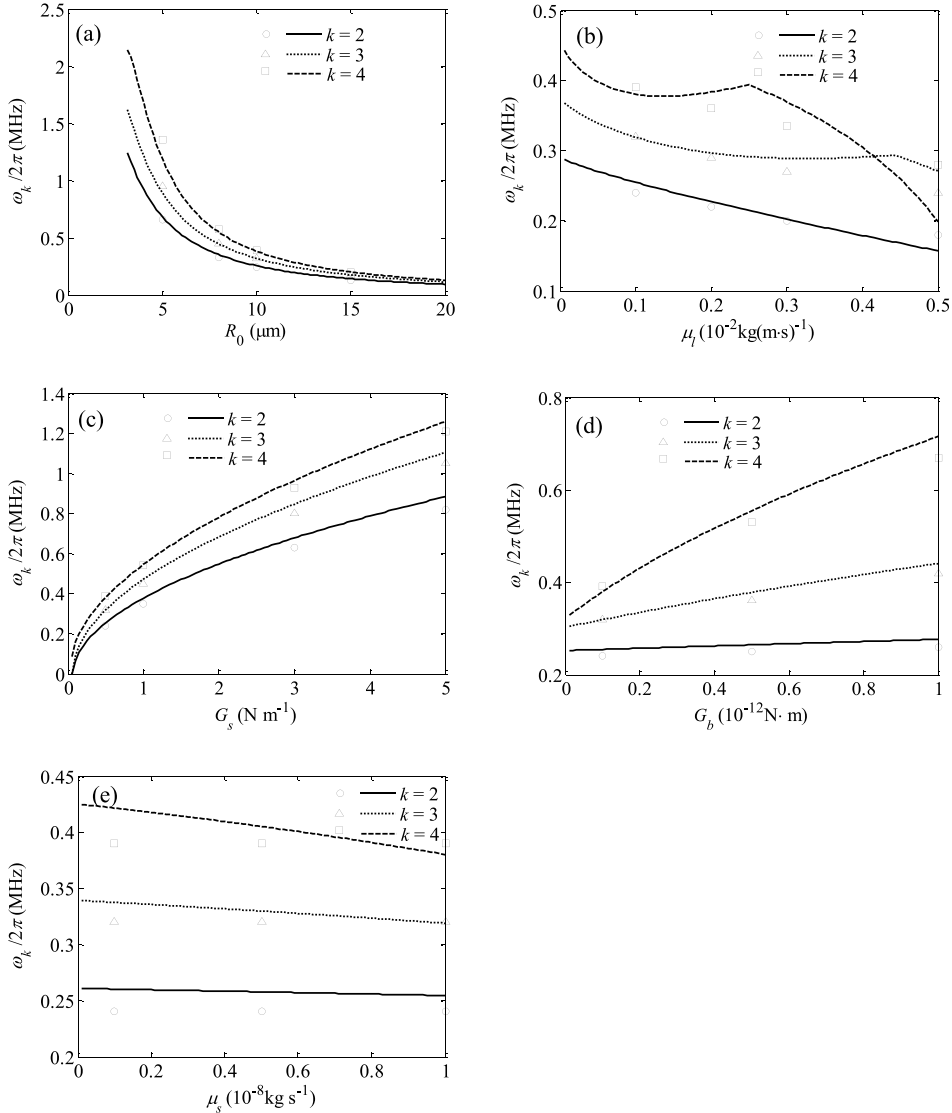 (a)
k = 2
k = 3
k = 4
2.5
2
1.5
1
0.5
0
0 5 10 15 20
ω_k/2π (MHz)
R_0 (μm)
(b)
k = 2
k = 3
k = 4
0.5
0.4
0.3
0.2
0.1
0 0.1 0.2 0.3 0.4 0.5
ω_k/2π (MHz)
μ_l (10^-2 kg(m·s)^-1
(c)
k = 2
k = 3
k = 4
1.4
1.2
1
0.8
0.6
0.4
0.2
0
0 1 2 3 4 5
ω_k/2π (MHz)
G_s (N m^-1)
(d)
k = 2
k = 3
k = 4
0.8
0.6
0.4
0.2
0 0.2 0.4 0.6 0.8 1
ω_k/2π (MHz)
G_b (10^-12 N· m)
(e)
k = 2
k = 3
k = 4
0.45
0.4
0.35
0.3
0.25
0.2
0 0.2 0.4 0.6 0.8 1
ω_k/2π (MHz)
μ_s (10^-8 kg s^-1)